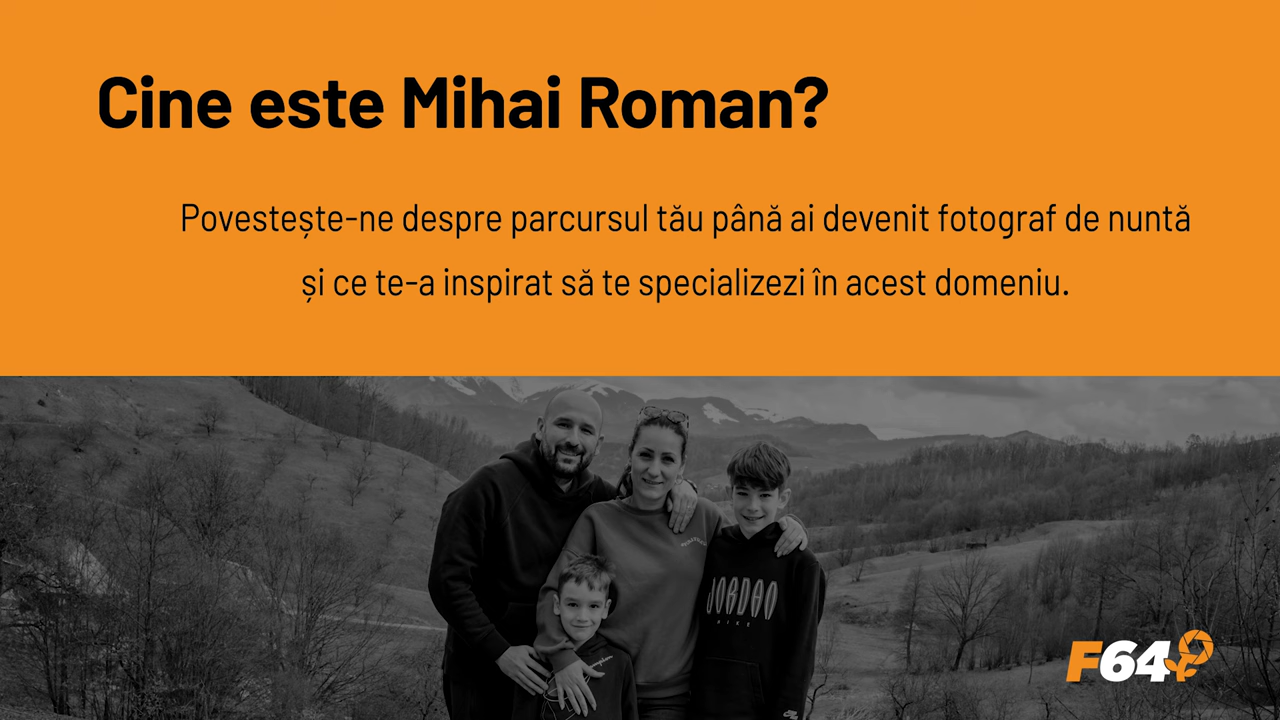 Cine este Mihai Roman?
Povestește-ne despre parcursul tău până ai devenit fotograf de nuntă
și ce te-a inspirat să te specializezi în acest domeniu.
JORDAN
F64